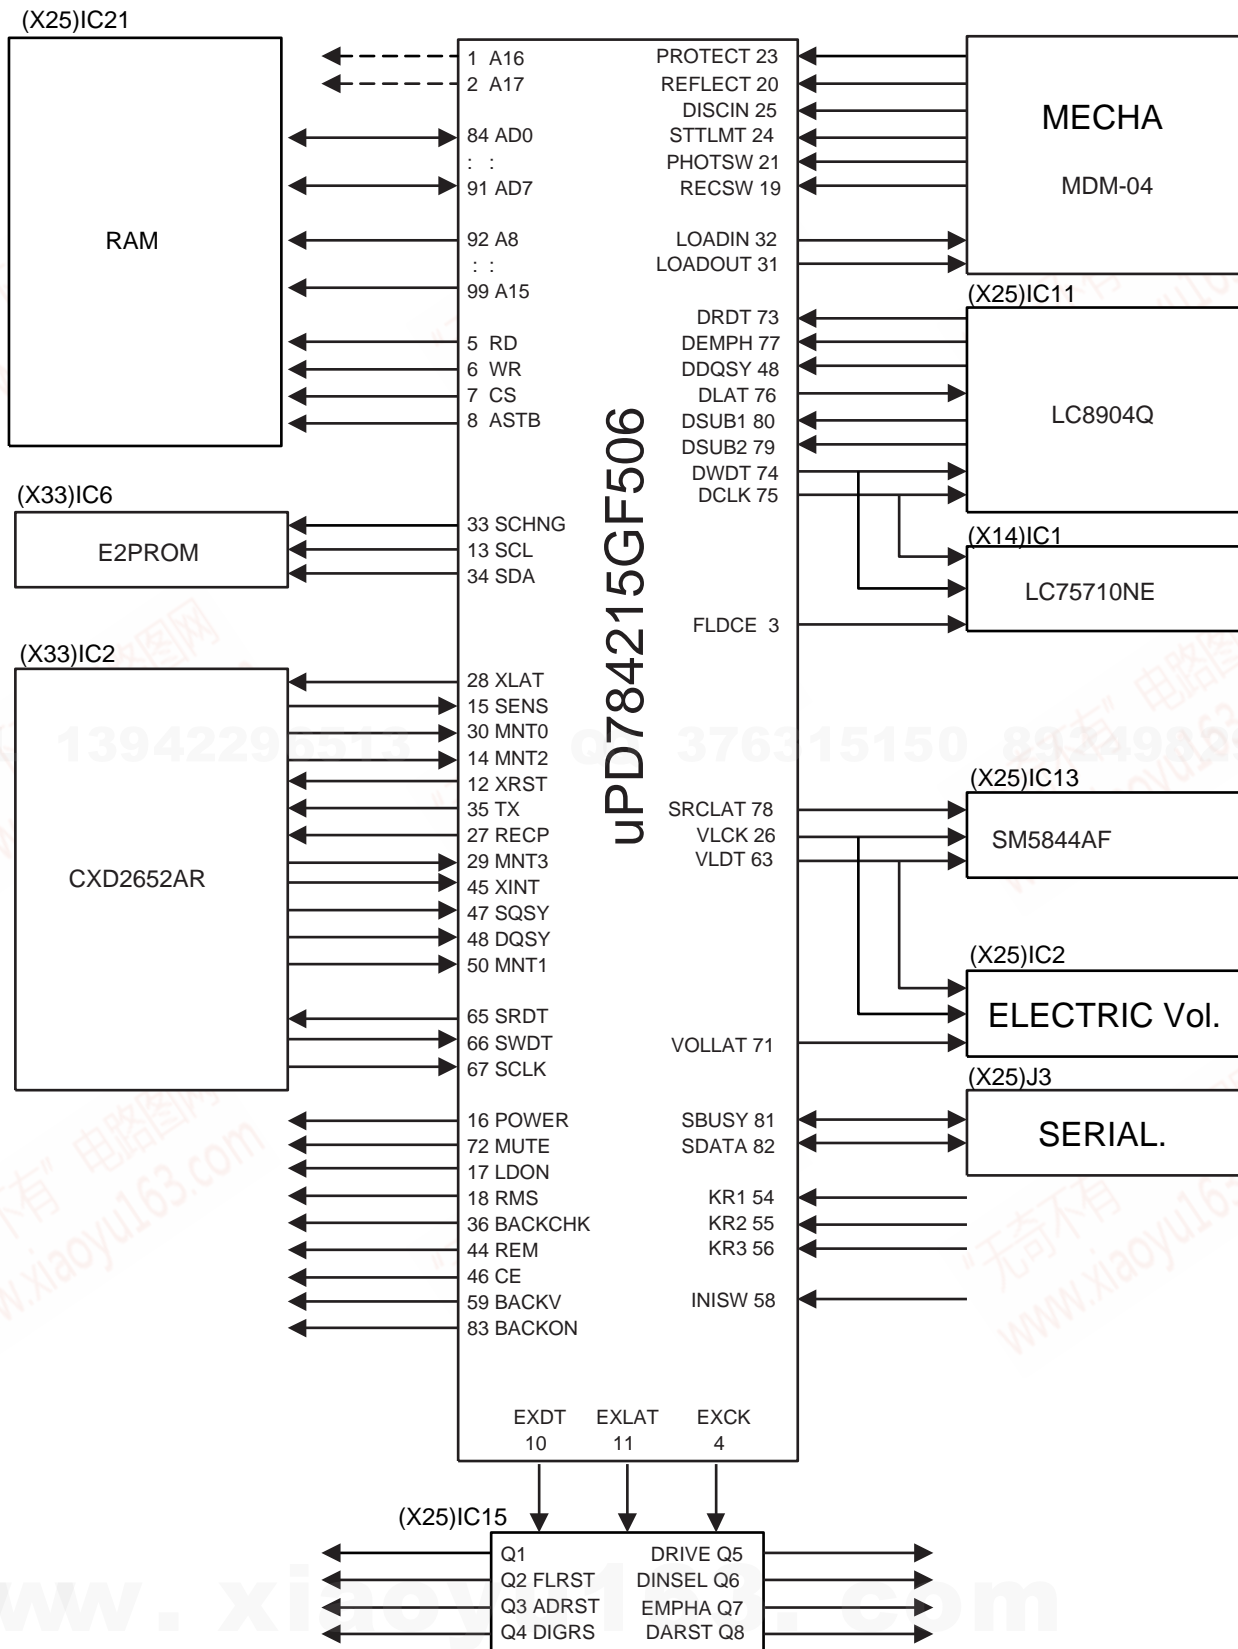 (X25)IC21
RAM
1 A16
2 A17
84 AD0
: :
91 AD7
92 A8
: :
99 A15
5 RD
6 WR
7 CS
8 ASTB
(X33)IC6
E2PROM
33 SCHNG
13 SCL
34 SDA
(X33)IC2
CXD2652AR
28 XLAT
15 SENS
30 MNT0
14 MNT2
12 XRST
35 TX
27 RECP
29 MNT3
45 XINT
47 SQSY
48 DQSY
50 MNT1
65 SRDT
66 SWDT
67 SCLK
16 POWER
72 MUTE
17 LDON
18 RMS
36 BACKCHK
44 REM
46 CE
59 BACKV
83 BACKON
uPD784215GF506
PROTECT 23
REFLECT 20
DISCIN 25
STTLMT 24
PHOTSW 21
RECSW 19
LOADIN 32
LOADOUT 31
MECHA
MDM-04
DRDT 73
DEMPH 77
DDQSY 48
DLAT 76
DSUB1 80
DSUB2 79
DWDT 74
DCLK 75
(X25)IC11
LC8904Q
(X14)IC1
LC75710NE
FLDCE 3
SRCLAT 78
VLCK 26
VLDT 63
(X25)IC13
SM5844AF
(X25)IC2
ELECTRIC Vol.
VOLLAT 71
(X25)J3
SERIAL.
SBUSY 81
SDATA 82
KR1 54
KR2 55
KR3 56
INISW 58
EXDT EXLAT EXCK
10 11 4
(X25)IC15
Q1 DRIVE Q5
Q2 FLRST DINSEL Q6
Q3 ADRST EMPHA Q7
Q4 DIGRS DARST Q8